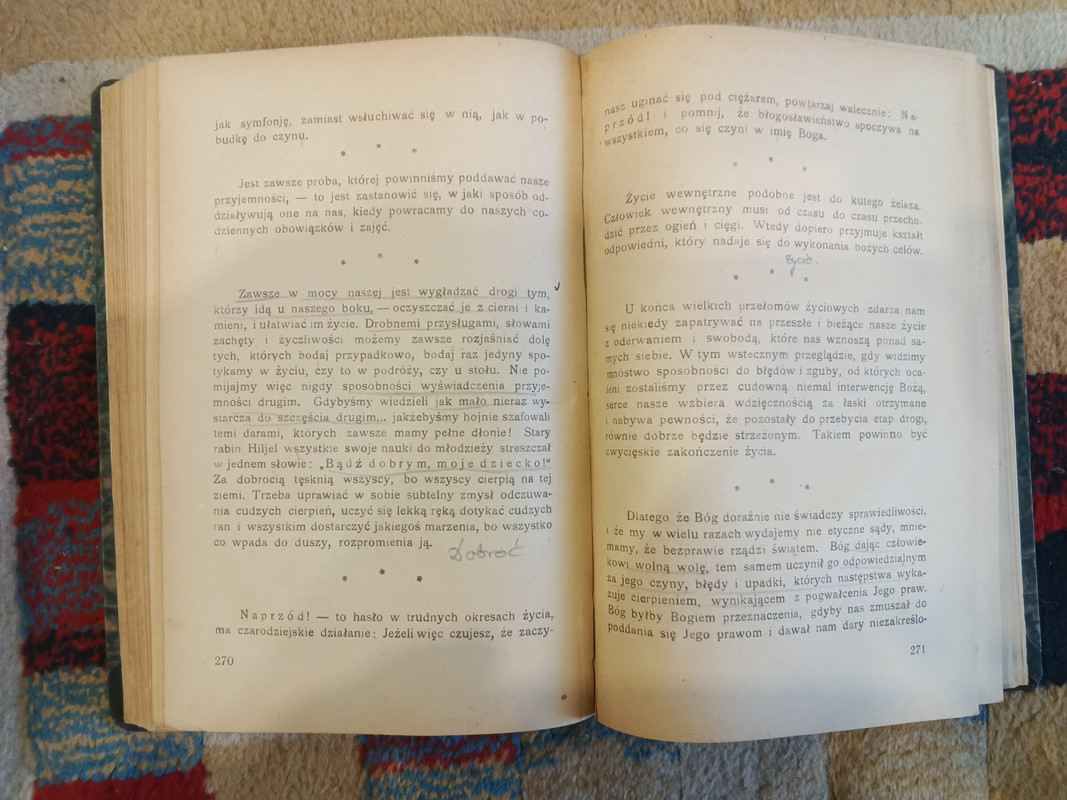 jak symfonję, zamiast wsłuchiwać się w nią, jak w po-
budkę do czynu.
* * *
Jest zawsze próba, której powinniśmy poddawać nasze
przyjemności, — to jest zastanowić się, w jaki sposób od-
działywują one na nas, kiedy powracamy do naszych co-
dziennych obowiązków i zajęć.
* * *
Zawsze w mocy naszej jest wygładzać drogi tym,
którzy idą u naszego boku, — oczyszczać je z cierni i ka-
mieni, i ułatwiać im życie. Drobnemi przysługami, słowami
zachęty i życzliwości możemy zawsze rozjaśniać dolę
tych, których bodaj przypadkowo, bodaj raz jedyny spo-
tykamy w życiu, czy to w podróży, czy u stołu. Nie po-
mijajmy więc nigdy sposobności wyświadczenia przyje-
mności drugim. Gdybyśmy wiedzieli jak mało nieraz wy-
starcza do szczęścia drugim... jakżebyśmy hojnie szafowali
temi darami, których zawsze mamy pełne dłonie! Stary
rabin Hiljel wszystkie swoje nauki do młodzieży streszczał
w jednem słowie: „Bądź dobrym, moje dziecko!"
Za dobrocią tęsknią wszyscy, bo wszyscy cierpią na tej
ziemi. Trzeba uprawiać w sobie subtelny zmysł odczuwa-
nia cudzych cierpień, uczyć się lekką ręką dotykać cudzych
ran i wszystkim dostarczyć jakiegoś marzenia, bo wszystko
co wpada do duszy, rozpromienia ją.
Dobroć
* * *
Naprzód! — to hasło w trudnych okresach życia,
ma czarodziejskie działanie: Jeżeli więc czujesz, że zaczy-
270
nasz uginać się pod ciężarem, powtarzaj walecznie: Na-
przód! i pomnij, że błogosławieństwo spoczywa na
wszystkiem, co się czyni w imię Boga.
* * *
Życie wewnętrzne podobne jest do kutego żelaza.
Człowiek wewnętrzny musi od czasu do czasu przecho-
dzić przez ogień i cięgi. Wtedy dopiero przyjmuje kształt
odpowiedni, który nadaje się do wykonania bożych celów.
życie.
* * *
U końca wielkich przełomów życiowych zdarza nam
się niekiedy zapatrywać na przeszłe i bieżące nasze życie
z oderwaniem i swobodą, które nas wznoszą ponad sa-
mych siebie. W tym wstecznym przeglądzie, gdy widzimy
mnóstwo sposobności do błędów i zguby, od których oca-
leni zostaliśmy przez cudowną niemal interwencję Bożą,
serce nasze wzbiera wdzięcznością za łaski otrzymane
i nabywa pewności, że pozostały do przebycia etap drogi,
równie dobrze będzie strzeżonym. Takiem powinno być
zwycięskie zakończenie życia.
* * *
Dlatego że Bóg doraźnie nie świadczy sprawiedliwości,
i że my w wielu razach wydajemy nie etyczne sądy, mnie-
mamy, że bezprawie rządzi światem. Bóg dając człowie-
kowi wolną wolę, tem samem uczynił go odpowiedzialnym
za jego czyny, błędy i upadki, których następstwa wyka-
zuje cierpieniem, wynikającem z pogwałcenia Jego praw.
Bóg byłby Bogiem przeznaczenia, gdyby nas zmuszał do
poddania się Jego prawom i dawał nam dary niezakreślo-
271